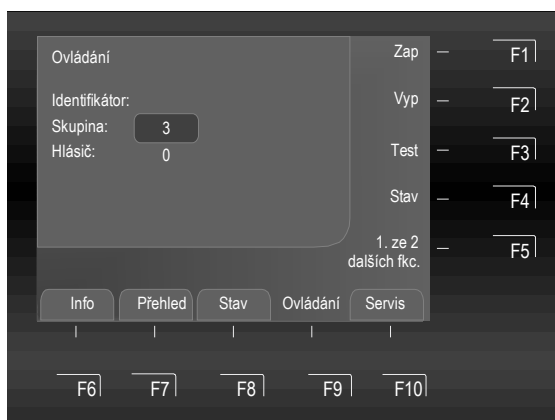 Ovládání
Identifikátor:
Skupina: 3
Hlásič: 0
Zap
Vyp
Test
Stav
1. ze 2
dalších fkc.
F1
F2
F3
F4
F5
Info Přehled Stav Ovládání Servis
F6 F7 F8 F9 F10